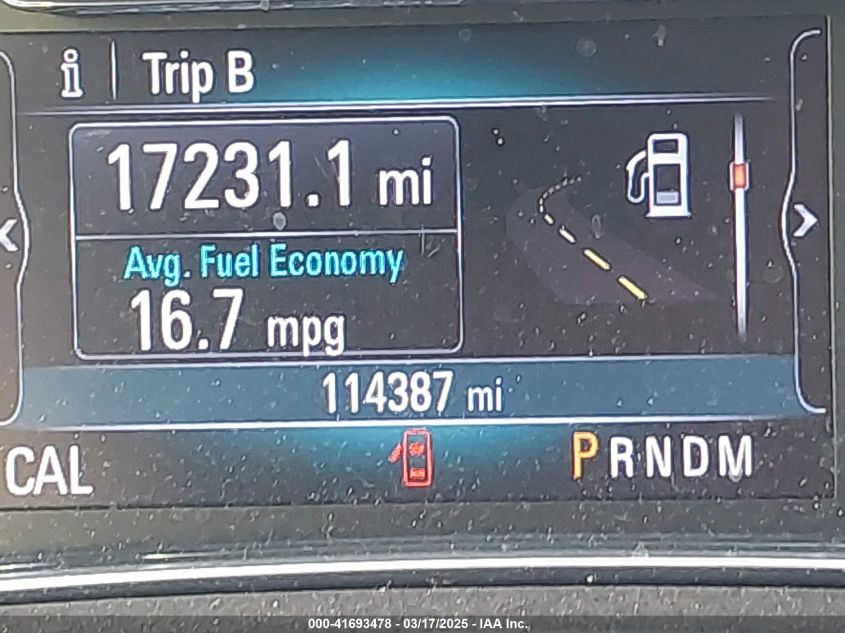 i Trip B
17231.1 mi
Avg. Fuel Economy
16.7 mpg
114387 mi
CAL PRNDM
000-41693478 - 03/17/2025 - IAA Inc.